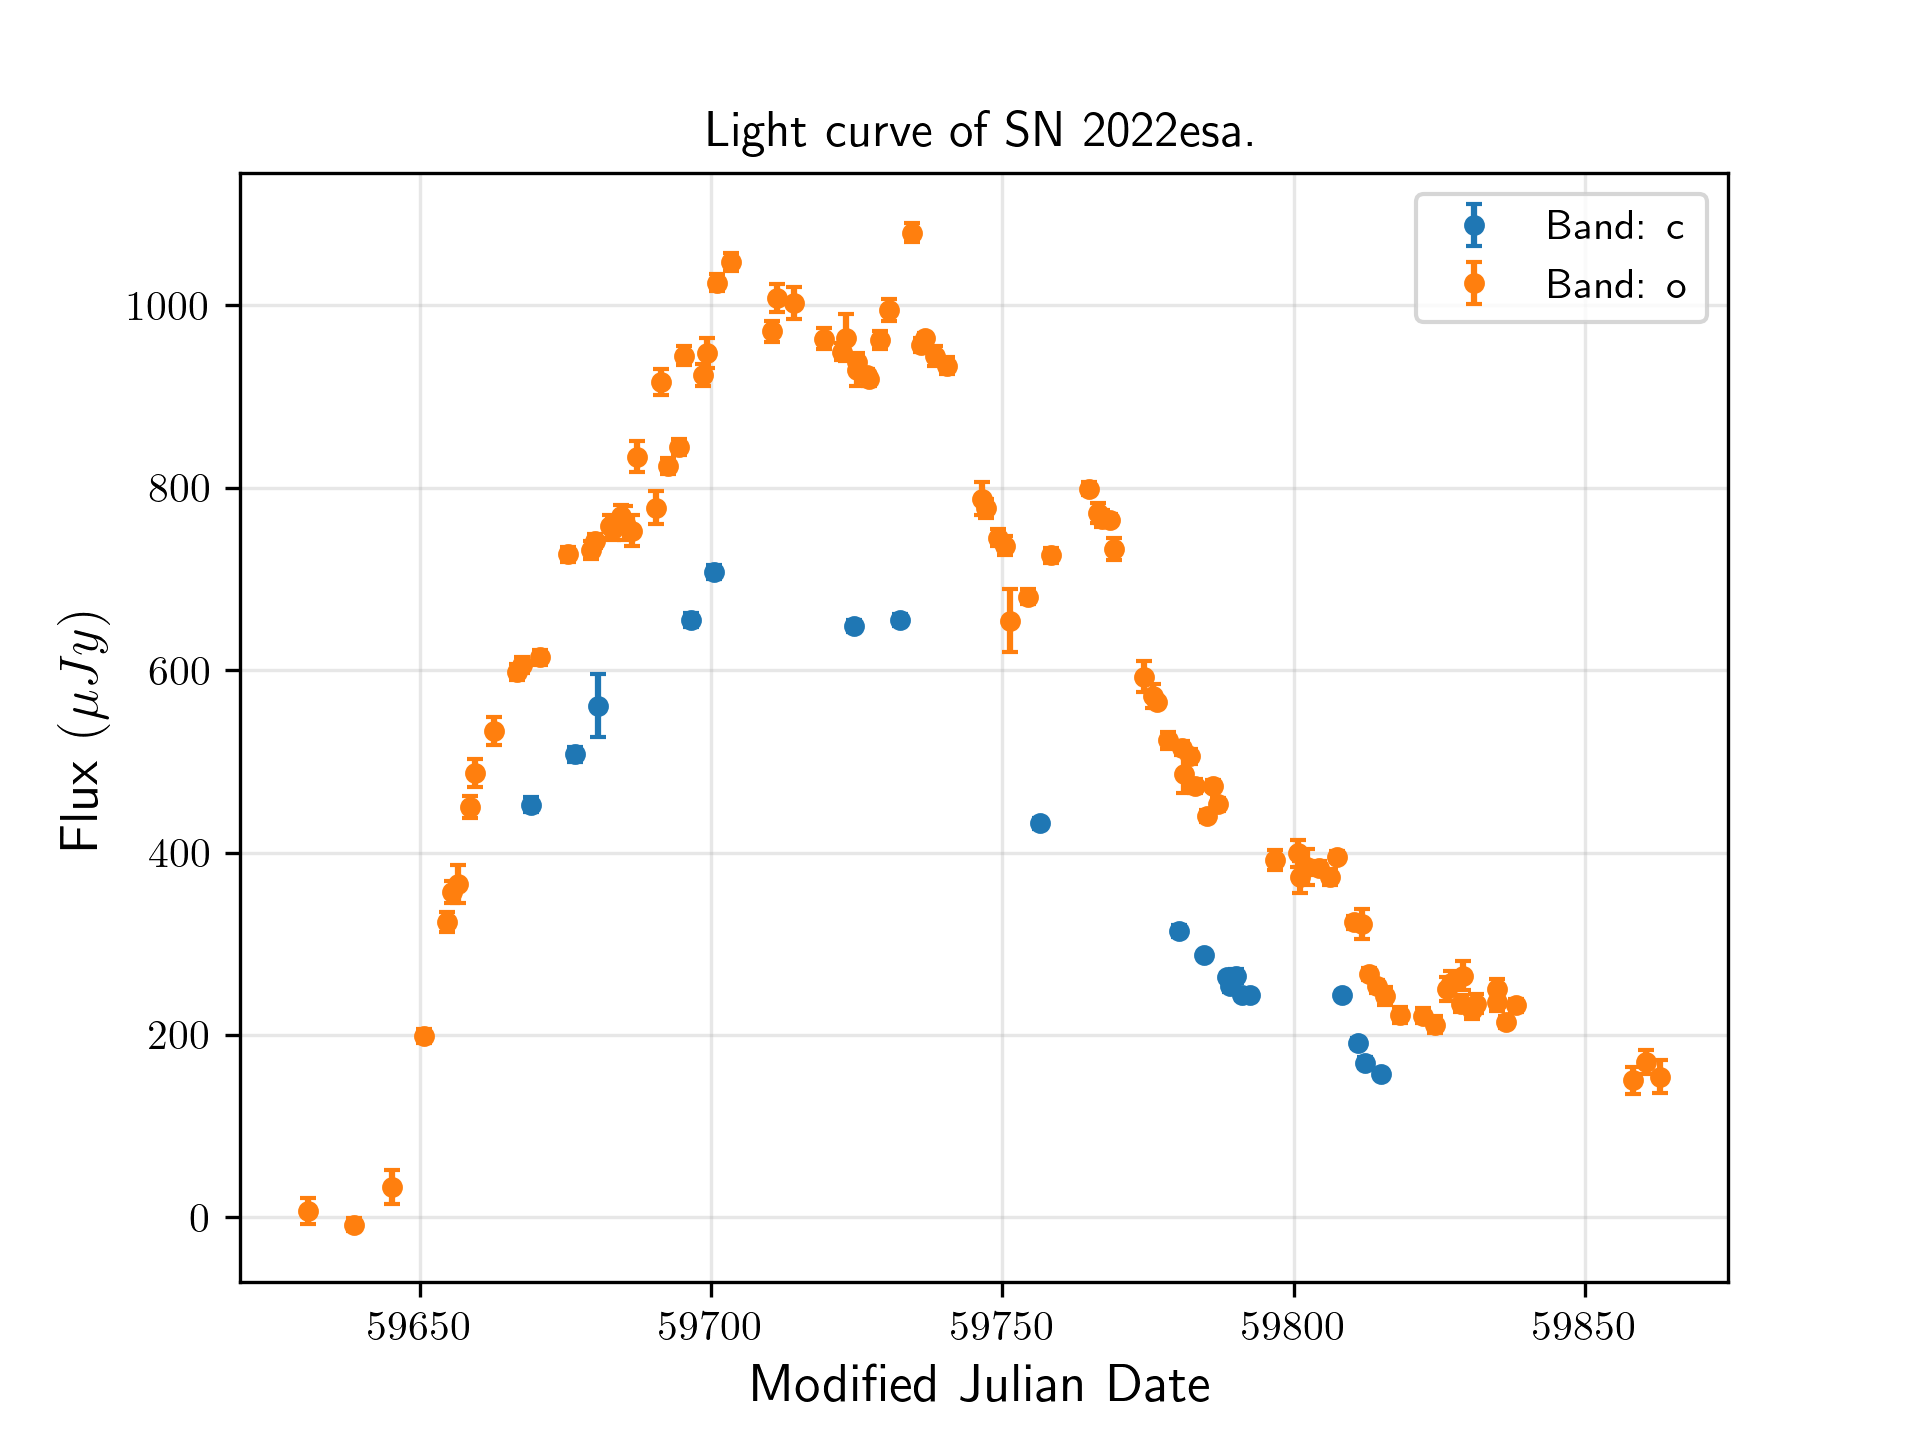 Light curve of SN 2022esa.
Band: c
Band: o
1000
800
600
400
200
0
Flux (μJy)
59650 59700 59750 59800 59850
Modified Julian Date